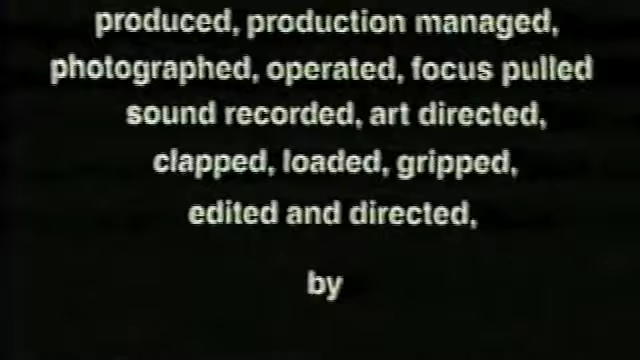 produced, production managed,
photographed, operated, focus pulled
sound recorded, art directed,
clapped, loaded, gripped,
edited and directed,
by